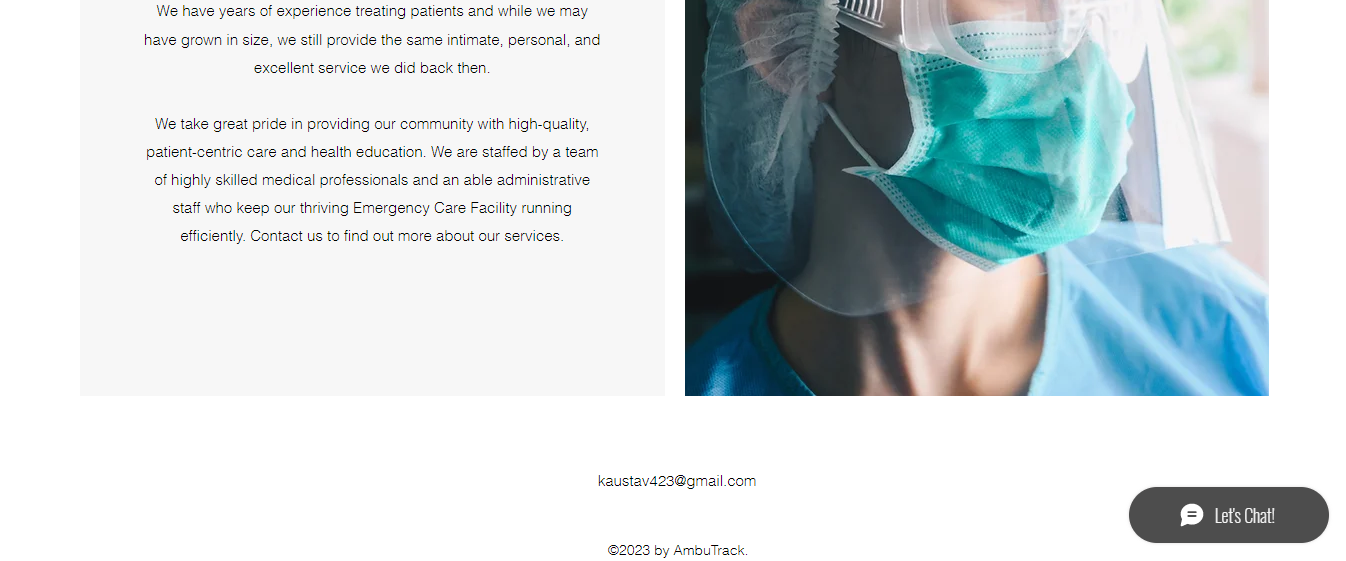 We have years of experience treating patients and while we may
have grown in size, we still provide the same intimate, personal, and
excellent service we did back then.
We take great pride in providing our community with high-quality,
patient-centric care and health education. We are staffed by a team
of highly skilled medical professionals and an able administrative
staff who keep our thriving Emergency Care Facility running
efficiently. Contact us to find out more about our services.
kaustav423@gmail.com
Let's Chat!
©2023 by AmbuTrack.